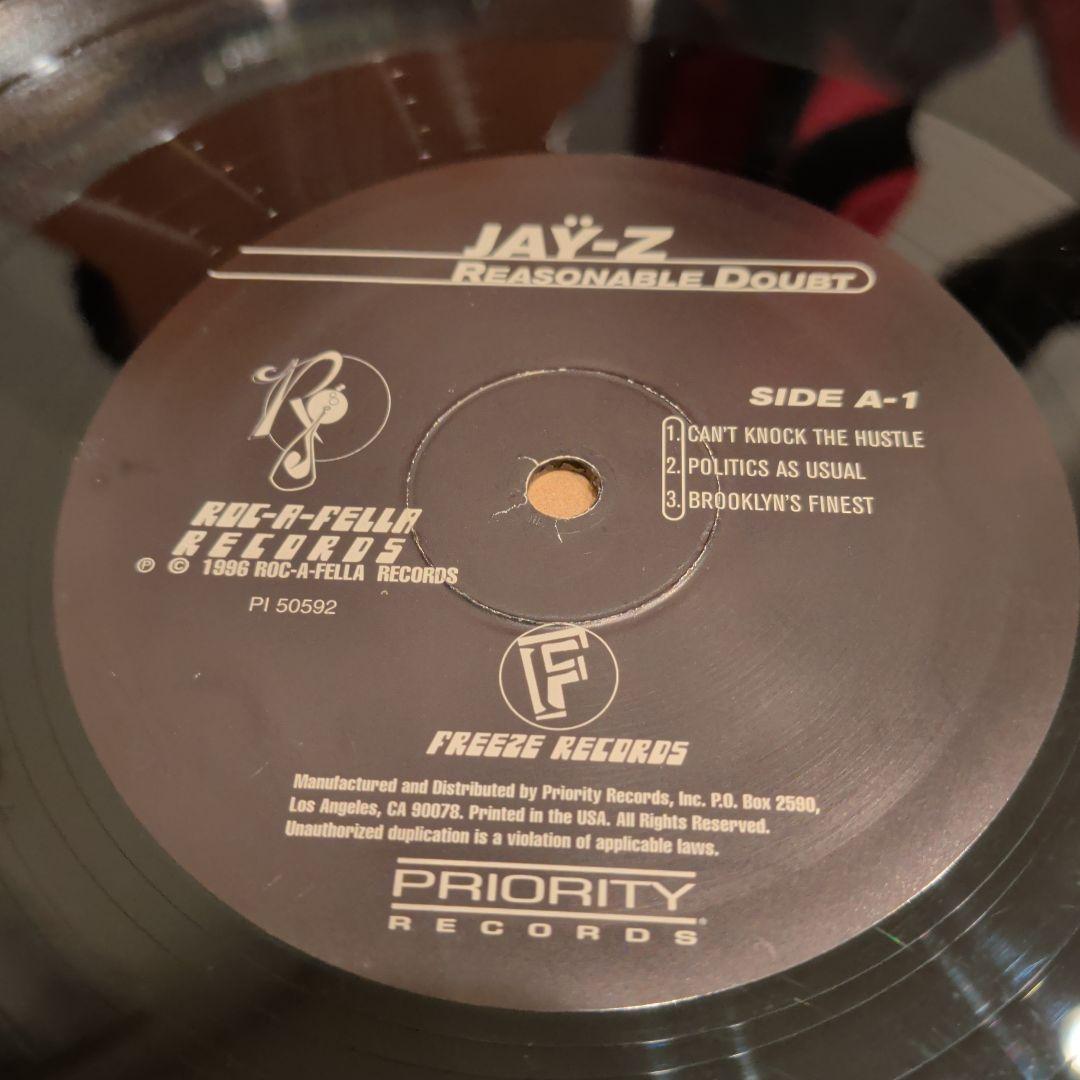 JAŸ-Z
REASONABLE DOUBT
SIDE A-1
1. CAN'T KNOCK THE HUSTLE
2. POLITICS AS USUAL
3. BROOKLYN'S FINEST
ROC-A-FELLA
RECORDS
℗ © 1996 ROC-A-FELLA RECORDS
PI 50592
FREEZE RECORDS
Manufactured and Distributed by Priority Records, Inc. P.O. Box 2590,
Los Angeles, CA 90078. Printed in the USA. All Rights Reserved.
Unauthorized duplication is a violation of applicable laws.
PRIORITY
RECORDS